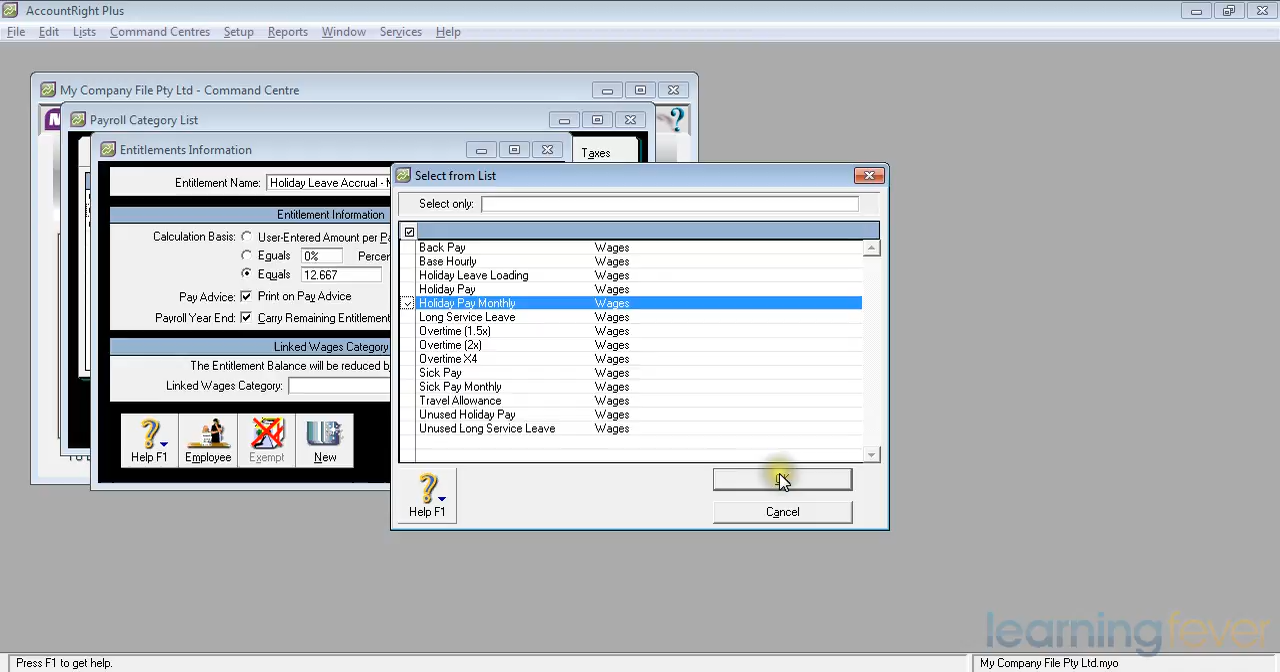 AccountRight Plus
File Edit Lists Command Centres Setup Reports Window Services Help
My Company File Pty Ltd - Command Centre
Payroll Category List
Entitlements Information
Taxes
Entitlement Name: Holiday Leave Accrual -
Entitlement Information
Calculation Basis: User-Entered Amount per
Equals 0%
Equals 12.667
Pay Advice: Print on Pay Advice
Payroll Year End: Carry Remaining Entitlement
Linked Wages Category
The Entitlement Balance will be reduced
Linked Wages Category:
Help F1 Employee Exempt New
Select from List
Select only:
Back Pay Wages
Base Hourly Wages
Holiday Leave Loading Wages
Holiday Pay Wages
Holiday Pay Monthly Wages
Long Service Leave Wages
Overtime (1.5x) Wages
Overtime (2x) Wages
Overtime X4 Wages
Sick Pay Wages
Sick Pay Monthly Wages
Travel Allowance Wages
Unused Holiday Pay Wages
Unused Long Service Leave Wages
Help F1
Cancel
learningfever
Press F1 to get help.
My Company File Pty Ltd.myo